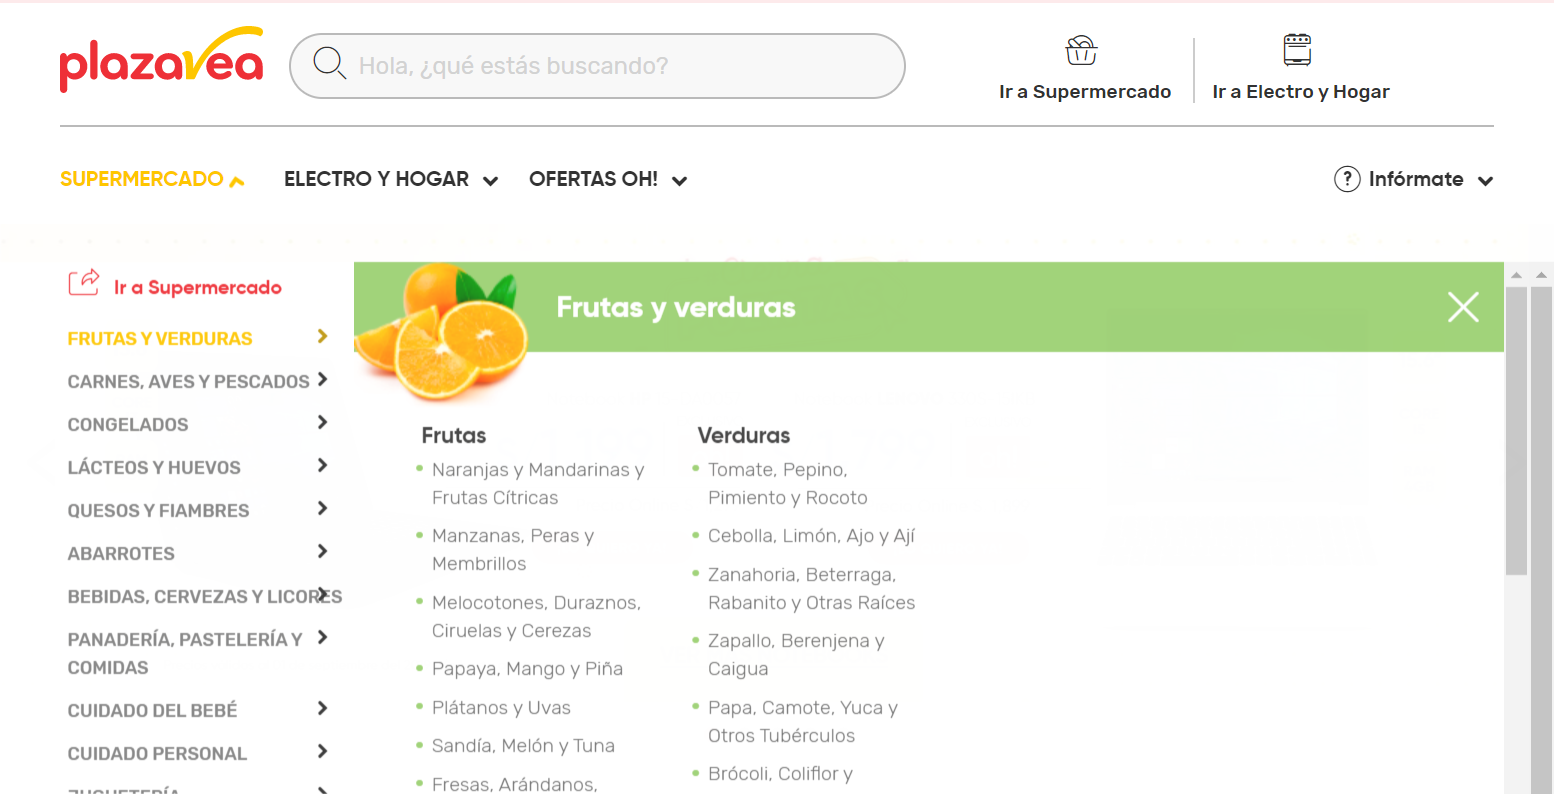 plazavea
Hola, ¿qué estás buscando?
Ir a Supermercado
Ir a Electro y Hogar
SUPERMERCADO
ELECTRO Y HOGAR
OFERTAS OH!
? Infórmate
Ir a Supermercado
FRUTAS Y VERDURAS
CARNES, AVES Y PESCADOS
CONGELADOS
LÁCTEOS Y HUEVOS
QUESOS Y FIAMBRES
ABARROTES
BEBIDAS, CERVEZAS Y LICORES
PANADERÍA, PASTELERÍA Y
COMIDAS
CUIDADO DEL BEBÉ
CUIDADO PERSONAL
JUGUETERÍA
Frutas y verduras
Frutas
Naranjas y Mandarinas y
Frutas Cítricas
Manzanas, Peras y
Membrillos
Melocotones, Duraznos,
Ciruelas y Cerezas
Papaya, Mango y Piña
Plátanos y Uvas
Sandía, Melón y Tuna
Fresas, Arándanos,
Verduras
Tomate, Pepino,
Pimiento y Rocoto
Cebolla, Limón, Ajo y Ají
Zanahoria, Beterraga,
Rabanito y Otras Raíces
Zapallo, Berenjena y
Caigua
Papa, Camote, Yuca y
Otros Tubérculos
Brócoli, Coliflor y